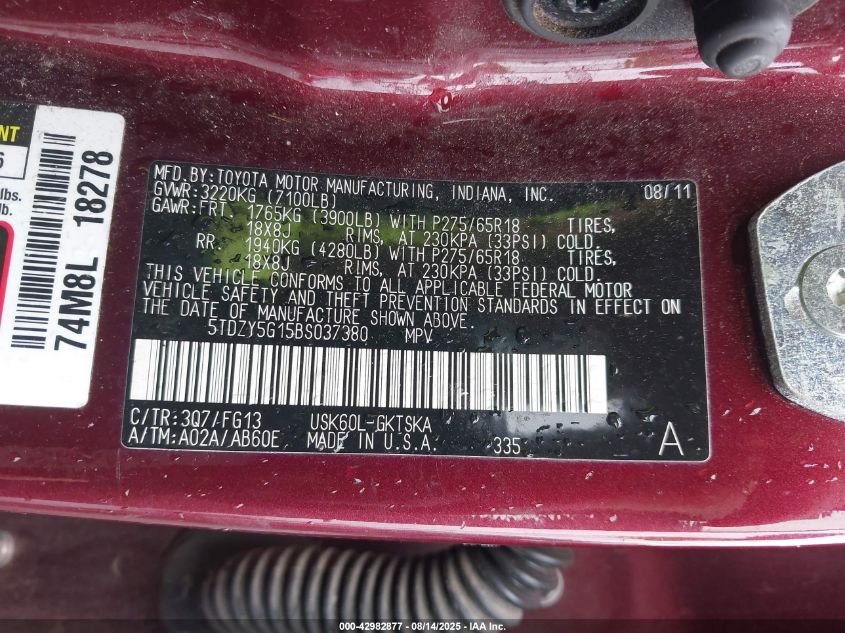 MFD.BY:TOYOTA MOTOR MANUFACTURING, INDIANA, INC. 08/11
GVWR:3220KG (7100LB)
GAWR:FRT. 1765KG (3900LB) WITH P275/65R18 TIRES,
18X8J RIMS, AT 230KPA (33PSI) COLD.
RR. 1940KG (4280LB) WITH P275/65R18 TIRES,
18X8J RIMS, AT 230KPA (33PSI) COLD.
THIS VEHICLE CONFORMS TO ALL APPLICABLE FEDERAL MOTOR
VEHICLE SAFETY AND THEFT PREVENTION STANDARDS IN EFFECT ON
THE DATE OF MANUFACTURE SHOWN ABOVE.
5TDZY5G15BS037380 MPV
C/TR:3Q7/FG13 USK60L-GKTSKA
A/TM:A02A/AB60E MADE IN U.S.A. 335 A
74M8L 18278
lbs.
lb.
000-42982877 - 08/14/2025 - IAA, Inc.